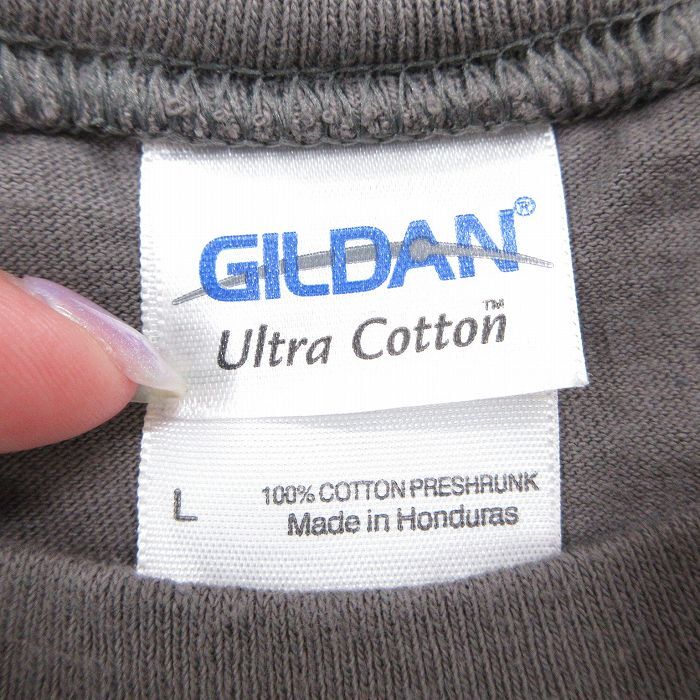 GILDAN®
Ultra Cotton™
L
100% COTTON PRESHRUNK
Made in Honduras